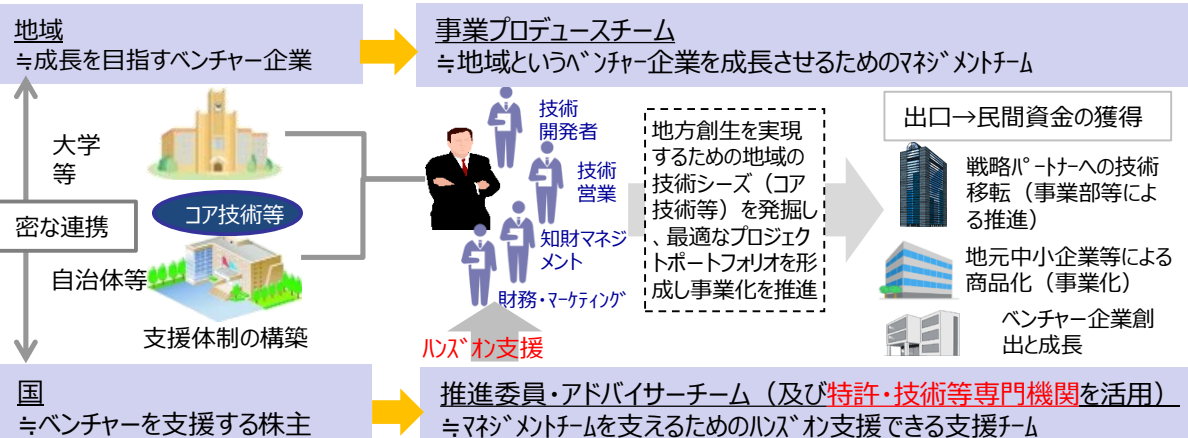 地域
≒成長を目指すベンチャー企業
事業プロデュースチーム
≒地域というﾍﾞﾝﾁｬｰ企業を成長させるためのﾏﾈｼﾞﾒﾝﾄチーム
大学
等
密な連携
自治体等
コア技術等
支援体制の構築
技術
開発者
技術
営業
知財マネジ
メント
財務・ﾏｰｹﾃｨﾝｸﾞ
ﾊﾝｽﾞｵﾝ支援
地方創生を実現
するための地域の
技術シーズ（コア
技術等）を発掘し
、最適なプロジェク
トポートフォリオを形
成し事業化を推進
出口→民間資金の獲得
戦略ﾊﾟｰトナーへの技術
移転（事業部等によ
る推進）
地元中小企業等による
商品化（事業化）
ベンチャー企業創
出と成長
国
≒ベンチャーを支援する株主
推進委員・アドバイサーチーム（及び特許・技術等専門機関を活用）
≒ﾏﾈｼﾞﾒﾝﾄチームを支えるためのﾊﾝｽﾞｵﾝ支援できる支援チーム